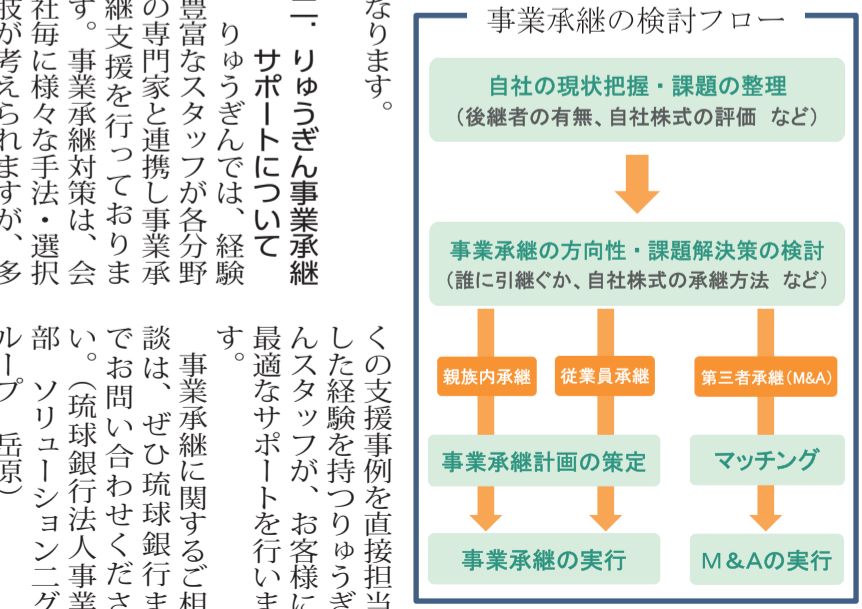 なります。
二．りゅうぎん事業承継
サポートについて
りゅうぎんでは、経験
豊富なスタッフが各分野
の専門家と連携し事業承
継支援を行っておりま
す。事業承継対策は、会
社毎に様々な手法・選択
肢が考えられますが、多
くの支援事例を直接担当
した経験を持つりゅうぎ
んスタッフが、お客様に
最適なサポートを行いま
す。
事業承継に関するご相
談は、ぜひ琉球銀行ま
でお問い合わせくださ
い。（琉球銀行法人事業
部　ソリューション二グ
ループ　岳原）
事業承継の検討フロー
自社の現状把握・課題の整理
（後継者の有無、自社株式の評価　など）
事業承継の方向性・課題解決策の検討
（誰に引継ぐか、自社株式の承継方法　など）
親族内承継
従業員承継
第三者承継（M&A）
事業承継計画の策定
マッチング
事業承継の実行
M&Aの実行